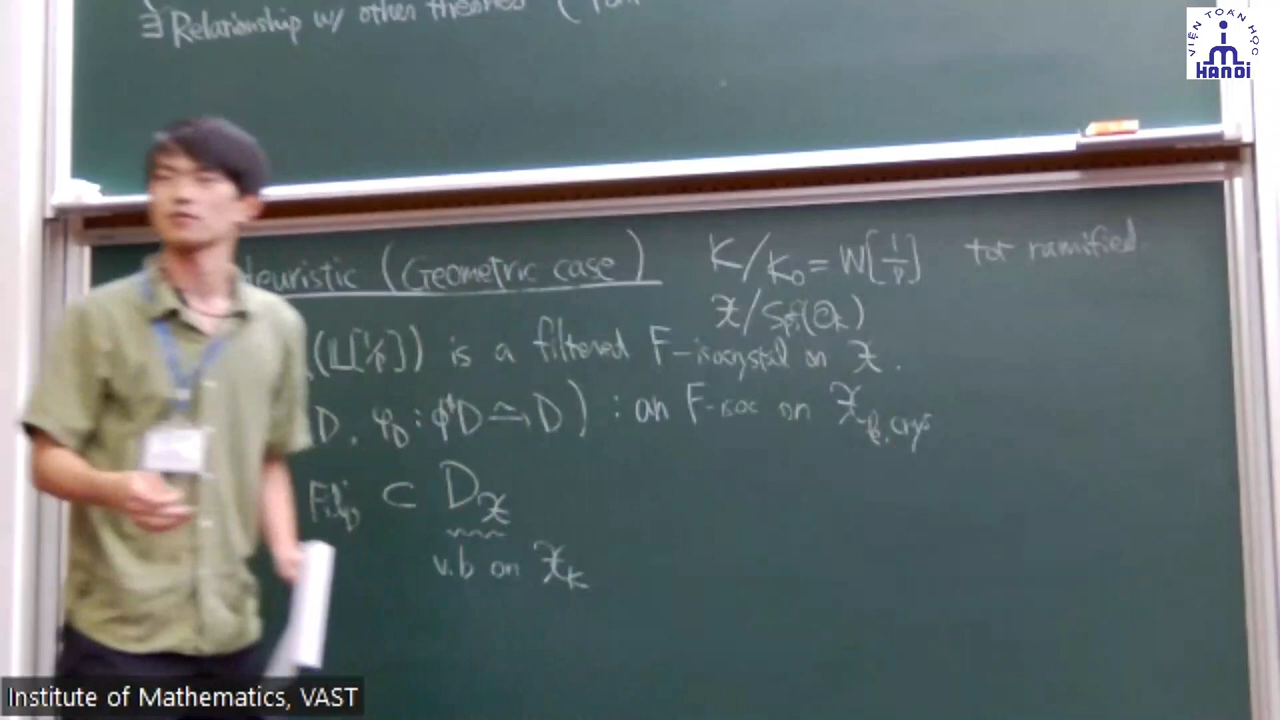 ∃ Relationship w/ other theories (
VIỆN TOÁN HỌC
HANOI
Heuristic (Geometric case) K/K₀ = W[1/p] tot ramified
𝔛/Spf(𝒪_K)
(𝕃[1/p]) is a filtered F-isocrystal on 𝔛.
D, φ_D : ϕ*D ≅→ D) : an F-isoc on 𝔛_{k,crys}
Fil ⊂ D_𝔛
v.b on 𝔛_K
Institute of Mathematics, VAST